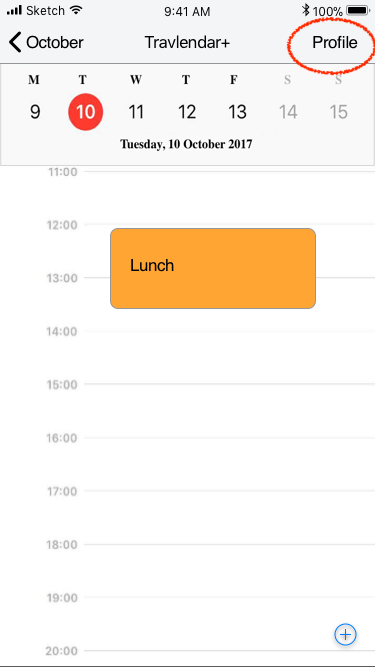 Sketch 9:41 AM 100%
October Travlendar+ Profile
M T W T F S S
9 10 11 12 13 14 15
Tuesday, 10 October 2017
11:00
12:00
Lunch
13:00
14:00
15:00
16:00
17:00
18:00
19:00
20:00